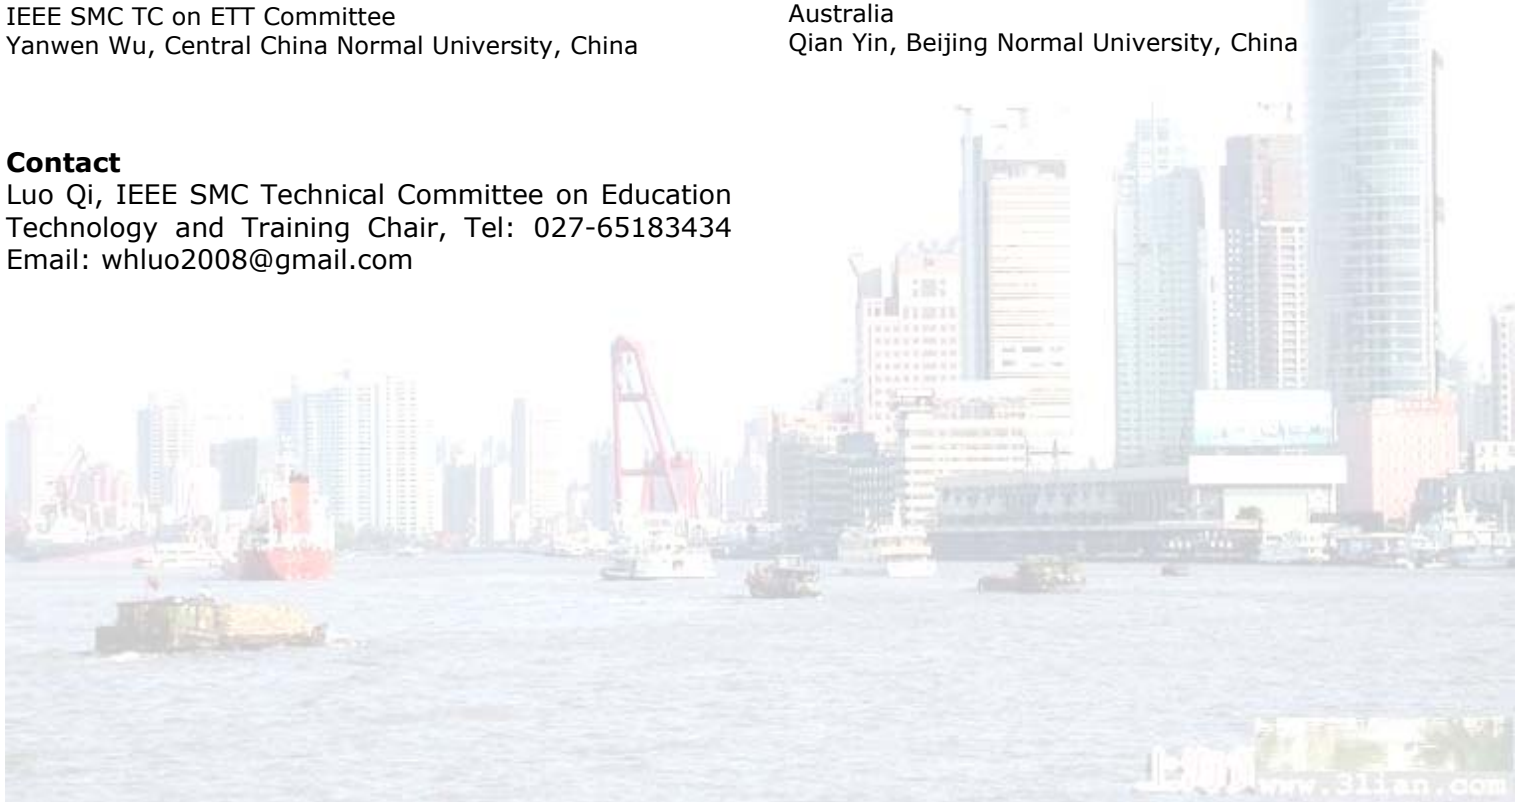 IEEE SMC TC on ETT Committee
Yanwen Wu, Central China Normal University, China
Contact
Luo Qi, IEEE SMC Technical Committee on Education
Technology and Training Chair, Tel: 027-65183434
Email: whluo2008@gmail.com
Australia
Qian Yin, Beijing Normal University, China
www.3lian.com